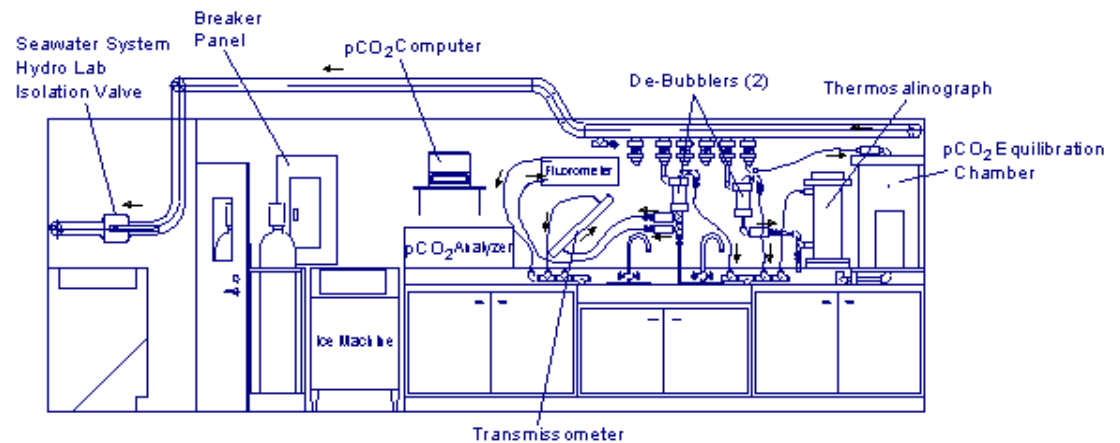 Breaker
Panel
Seawater System
Hydro Lab
Isolation Valve
pCO₂ Computer
De-Bubblers (2)
Thermosalinograph
pCO₂ Equilibration
Chamber
Fluorometer
pCO₂ Analyzer
Ice Machine
Transmissometer